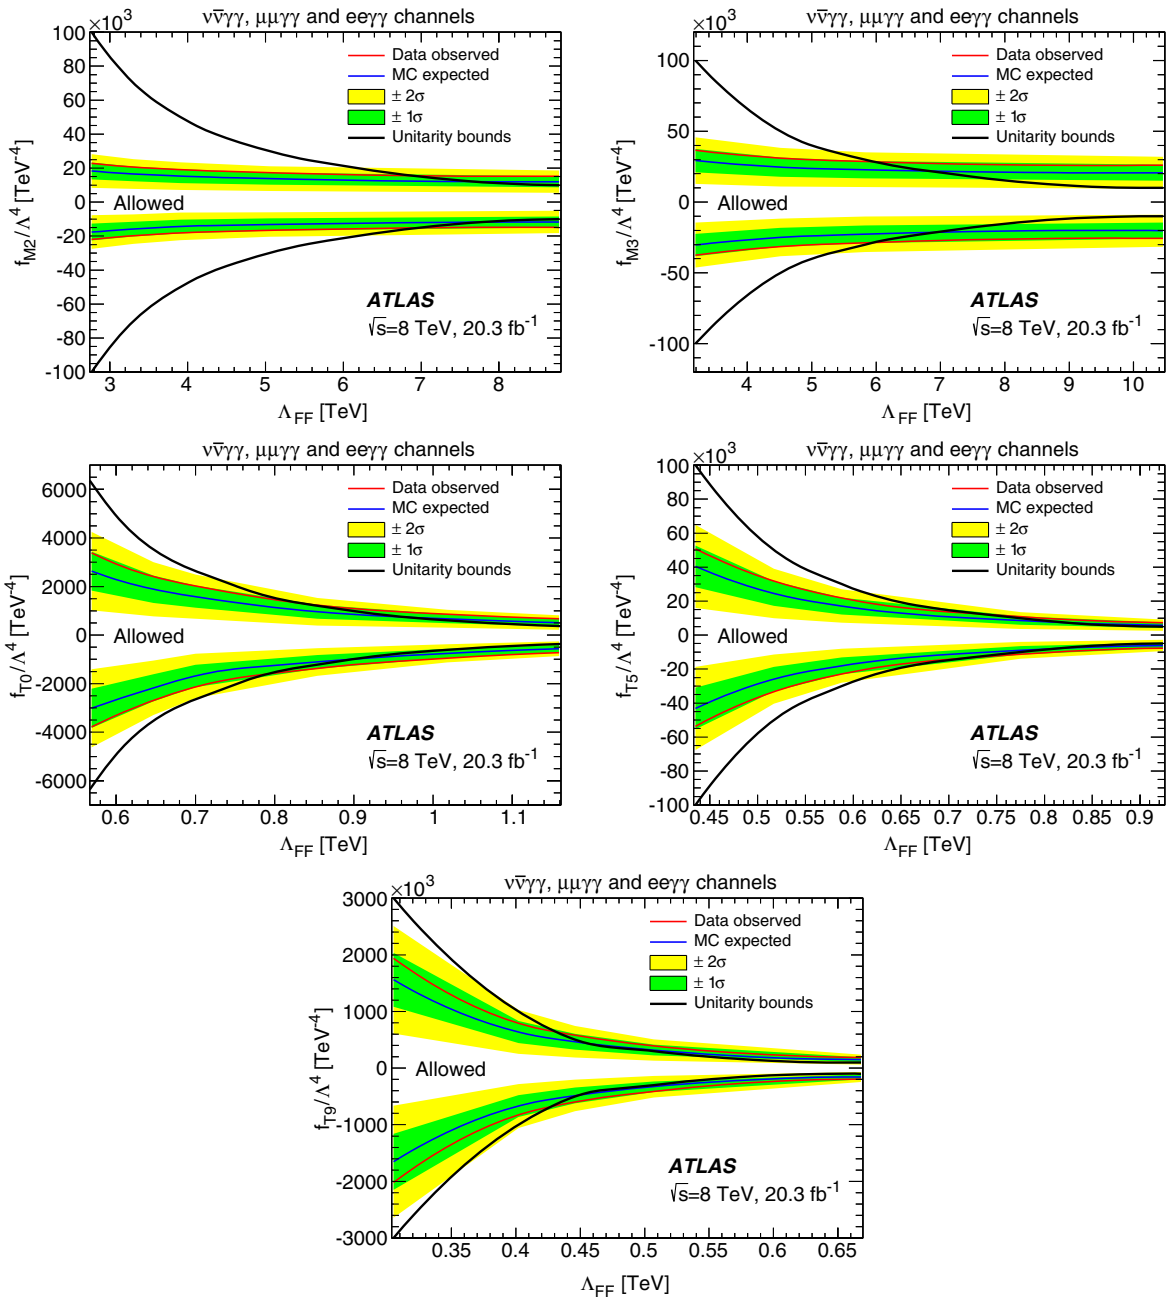 νν̄γγ, μμγγ and eeγγ channels
×10³
f_M2/Λ⁴ [TeV⁻⁴]
100
80
60
40
20
0
-20
-40
-60
-80
-100
Data observed
MC expected
± 2σ
± 1σ
Unitarity bounds
Allowed
ATLAS
√s=8 TeV, 20.3 fb⁻¹
3 4 5 6 7 8
Λ_FF [TeV]
νν̄γγ, μμγγ and eeγγ channels
×10³
f_M3/Λ⁴ [TeV⁻⁴]
100
50
0
-50
-100
Data observed
MC expected
± 2σ
± 1σ
Unitarity bounds
Allowed
ATLAS
√s=8 TeV, 20.3 fb⁻¹
4 5 6 7 8 9 10
Λ_FF [TeV]
νν̄γγ, μμγγ and eeγγ channels
f_T0/Λ⁴ [TeV⁻⁴]
6000
4000
2000
0
-2000
-4000
-6000
Data observed
MC expected
± 2σ
± 1σ
Unitarity bounds
Allowed
ATLAS
√s=8 TeV, 20.3 fb⁻¹
0.6 0.7 0.8 0.9 1 1.1
Λ_FF [TeV]
νν̄γγ, μμγγ and eeγγ channels
×10³
f_T5/Λ⁴ [TeV⁻⁴]
100
80
60
40
20
0
-20
-40
-60
-80
-100
Data observed
MC expected
± 2σ
± 1σ
Unitarity bounds
Allowed
ATLAS
√s=8 TeV, 20.3 fb⁻¹
0.45 0.5 0.55 0.6 0.65 0.7 0.75 0.8 0.85 0.9
Λ_FF [TeV]
νν̄γγ, μμγγ and eeγγ channels
×10³
f_T9/Λ⁴ [TeV⁻⁴]
3000
2000
1000
0
-1000
-2000
-3000
Data observed
MC expected
± 2σ
± 1σ
Unitarity bounds
Allowed
ATLAS
√s=8 TeV, 20.3 fb⁻¹
0.35 0.4 0.45 0.5 0.55 0.6 0.65
Λ_FF [TeV]